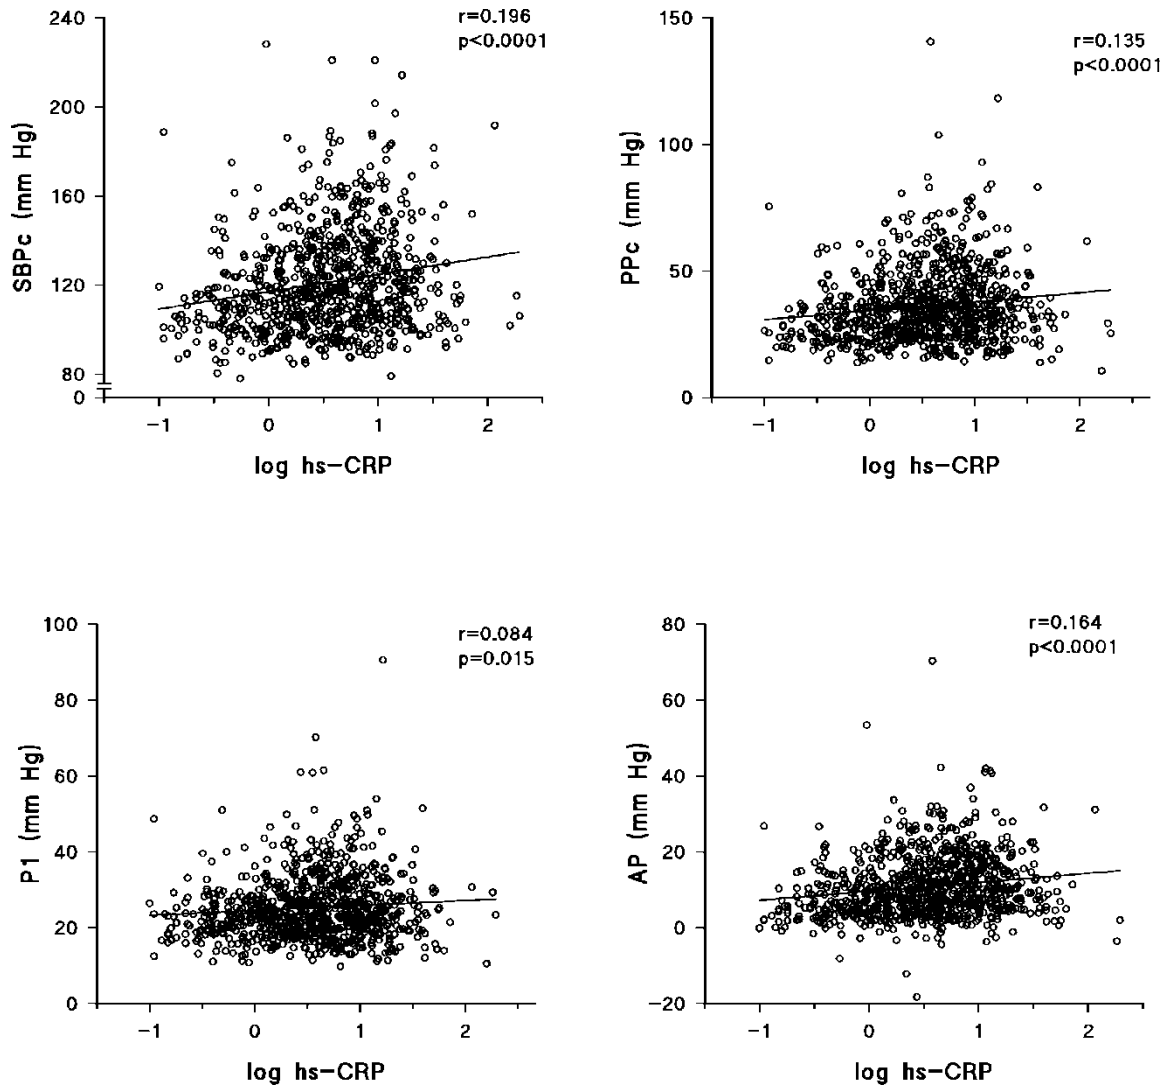 240
200
160
120
80
0
SBPc (mm Hg)
r=0.196
p<0.0001
−1 0 1 2
log hs−CRP
150
100
50
0
PPc (mm Hg)
r=0.135
p<0.0001
−1 0 1 2
log hs−CRP
100
80
60
40
20
0
P1 (mm Hg)
r=0.084
p=0.015
−1 0 1 2
log hs−CRP
80
60
40
20
0
−20
AP (mm Hg)
r=0.164
p<0.0001
−1 0 1 2
log hs−CRP